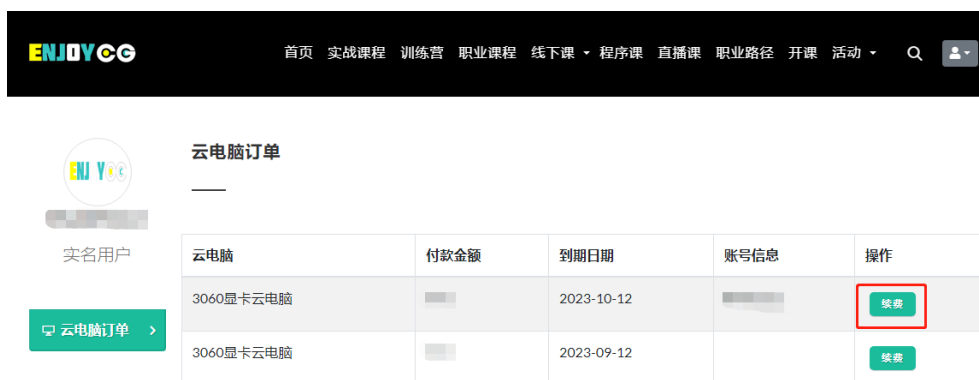 ENJOYCG
首页 实战课程 训练营 职业课程 线下课 程序课 直播课 职业路径 开课 活动
云电脑订单
ENJ Y
实名用户
云电脑 付款金额 到期日期 账号信息 操作
3060显卡云电脑 2023-10-12 续费
云电脑订单
3060显卡云电脑 2023-09-12 续费